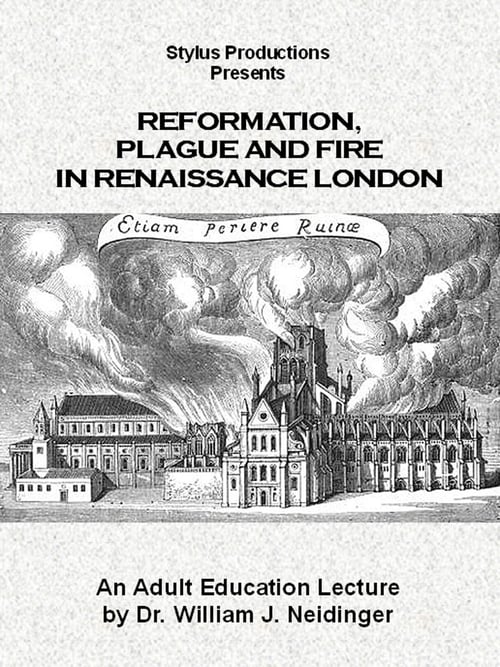 Stylus Productions
Presents
REFORMATION,
PLAGUE AND FIRE
IN RENAISSANCE LONDON
Etiam periere Ruinæ
An Adult Education Lecture
by Dr. William J. Neidinger